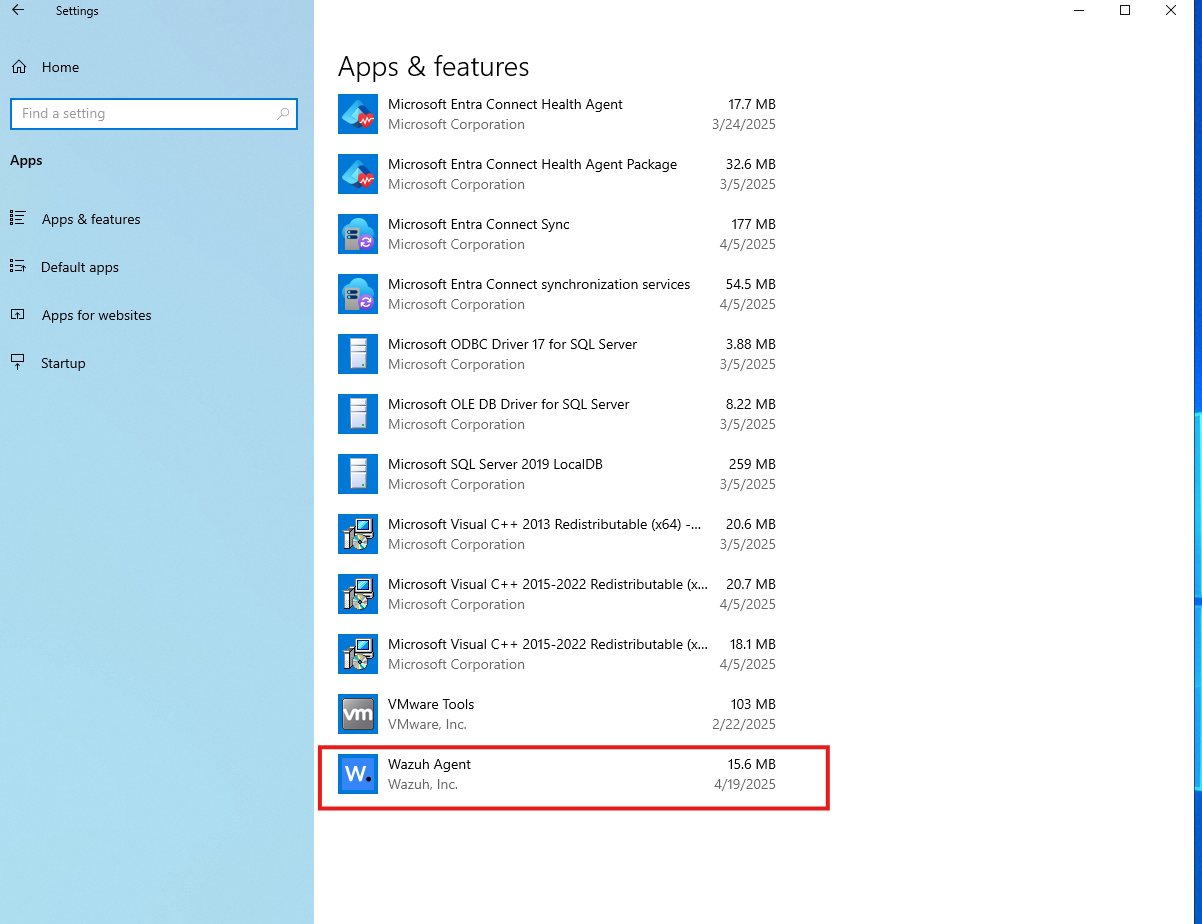 Settings
Home
Find a setting
Apps
Apps & features
Default apps
Apps for websites
Startup
Apps & features
Microsoft Entra Connect Health Agent 17.7 MB
Microsoft Corporation 3/24/2025
Microsoft Entra Connect Health Agent Package 32.6 MB
Microsoft Corporation 3/5/2025
Microsoft Entra Connect Sync 177 MB
Microsoft Corporation 4/5/2025
Microsoft Entra Connect synchronization services 54.5 MB
Microsoft Corporation 4/5/2025
Microsoft ODBC Driver 17 for SQL Server 3.88 MB
Microsoft Corporation 3/5/2025
Microsoft OLE DB Driver for SQL Server 8.22 MB
Microsoft Corporation 3/5/2025
Microsoft SQL Server 2019 LocalDB 259 MB
Microsoft Corporation 3/5/2025
Microsoft Visual C++ 2013 Redistributable (x64) -... 20.6 MB
Microsoft Corporation 3/5/2025
Microsoft Visual C++ 2015-2022 Redistributable (x... 20.7 MB
Microsoft Corporation 4/5/2025
Microsoft Visual C++ 2015-2022 Redistributable (x... 18.1 MB
Microsoft Corporation 4/5/2025
vm VMware Tools 103 MB
VMware, Inc. 2/22/2025
W. Wazuh Agent 15.6 MB
Wazuh, Inc. 4/19/2025